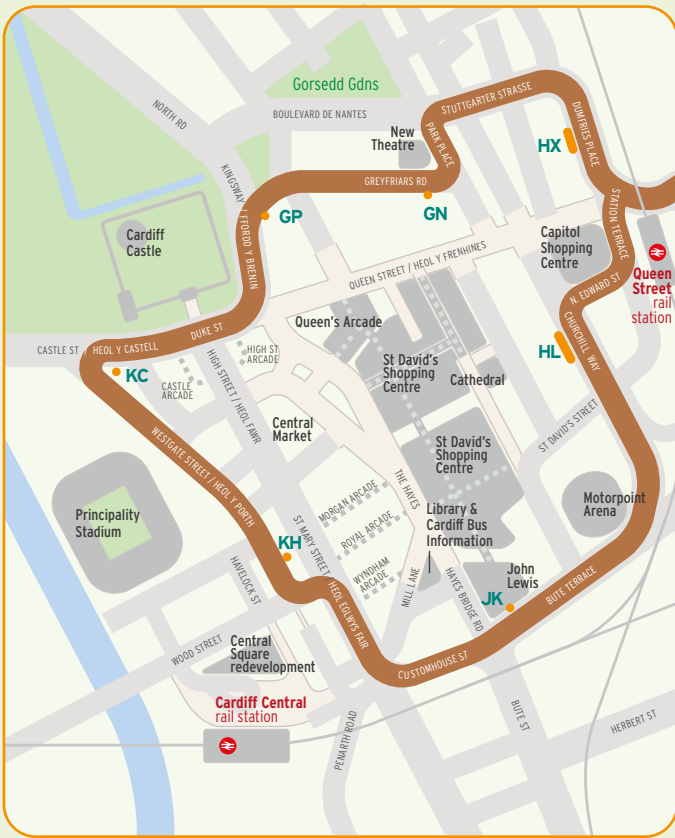 Gorsedd Gdns
NORTH RD
BOULEVARD DE NANTES
STUTTGARTER STRASSE
DUMFRIES PLACE
New
Theatre
PARK PLACE
HX
KINGSWAY / FFORDD Y BRENIN
GREYFRIARS RD
GP
GN
STATION TERRACE
Cardiff
Castle
Capitol
Shopping
Centre
QUEEN STREET / HEOL Y FRENHINES
Queen
Street
rail
station
N. EDWARD ST
Queen's Arcade
CASTLE ST / HEOL Y CASTELL
DUKE ST
HIGH ST
ARCADE
HL
CHURCHILL WAY
KC
CASTLE
ARCADE
HIGH STREET / HEOL FAWR
St David's
Shopping
Centre
Cathedral
Central
Market
WESTGATE STREET / HEOL Y PORTH
St David's
Shopping
Centre
ST DAVID'S STREET
THE HAYES
Principality
Stadium
MORGAN ARCADE
ROYAL ARCADE
WYNDHAM
ARCADE
Library &
Cardiff Bus
Information
Motorpoint
Arena
KH
ST MARY STREET / HEOL EGLWYS FAIR
HAVELOCK ST
MILL LANE
HAYES BRIDGE RD
John
Lewis
JK
BUTE TERRACE
WOOD STREET
Central
Square
redevelopment
CUSTOMHOUSE ST
Cardiff Central
rail station
PENARTH ROAD
BUTE ST
HERBERT ST